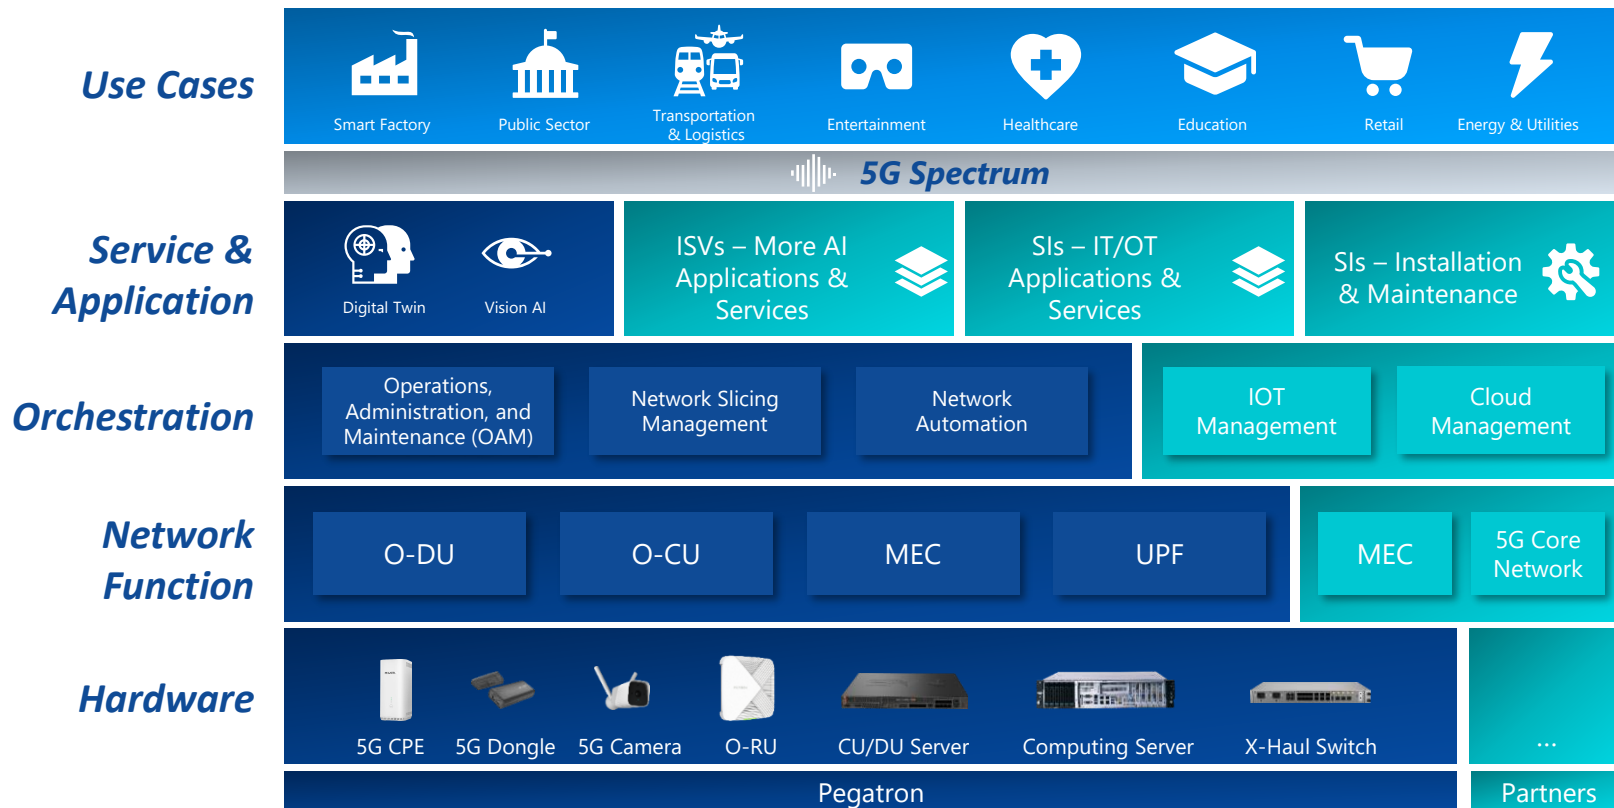 Use Cases
Smart Factory
Public Sector
Transportation
& Logistics
Entertainment
Healthcare
Education
Retail
Energy & Utilities
5G Spectrum
Service &
Application
Digital Twin
Vision AI
ISVs – More AI
Applications &
Services
SIs – IT/OT
Applications &
Services
SIs – Installation
& Maintenance
Orchestration
Operations,
Administration, and
Maintenance (OAM)
Network Slicing
Management
Network
Automation
IOT
Management
Cloud
Management
Network
Function
O-DU
O-CU
MEC
UPF
MEC
5G Core
Network
Hardware
5G CPE
5G Dongle
5G Camera
O-RU
CU/DU Server
Computing Server
X-Haul Switch
...
Pegatron
Partners